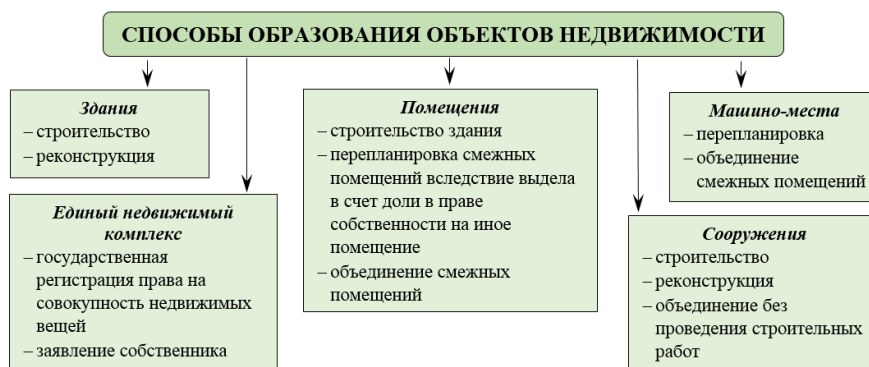 СПОСОБЫ ОБРАЗОВАНИЯ ОБЪЕКТОВ НЕДВИЖИМОСТИ
Здания
– строительство
– реконструкция
Единый недвижимый
комплекс
– государственная
регистрация права на
совокупность недвижимых
вещей
– заявление собственника
Помещения
– строительство здания
– перепланировка смежных
помещений вследствие выдела
в счет доли в праве
собственности на иное
помещение
– объединение смежных
помещений
Машино-места
– перепланировка
– объединение
смежных помещений
Сооружения
– строительство
– реконструкция
– объединение без
проведения строительных
работ